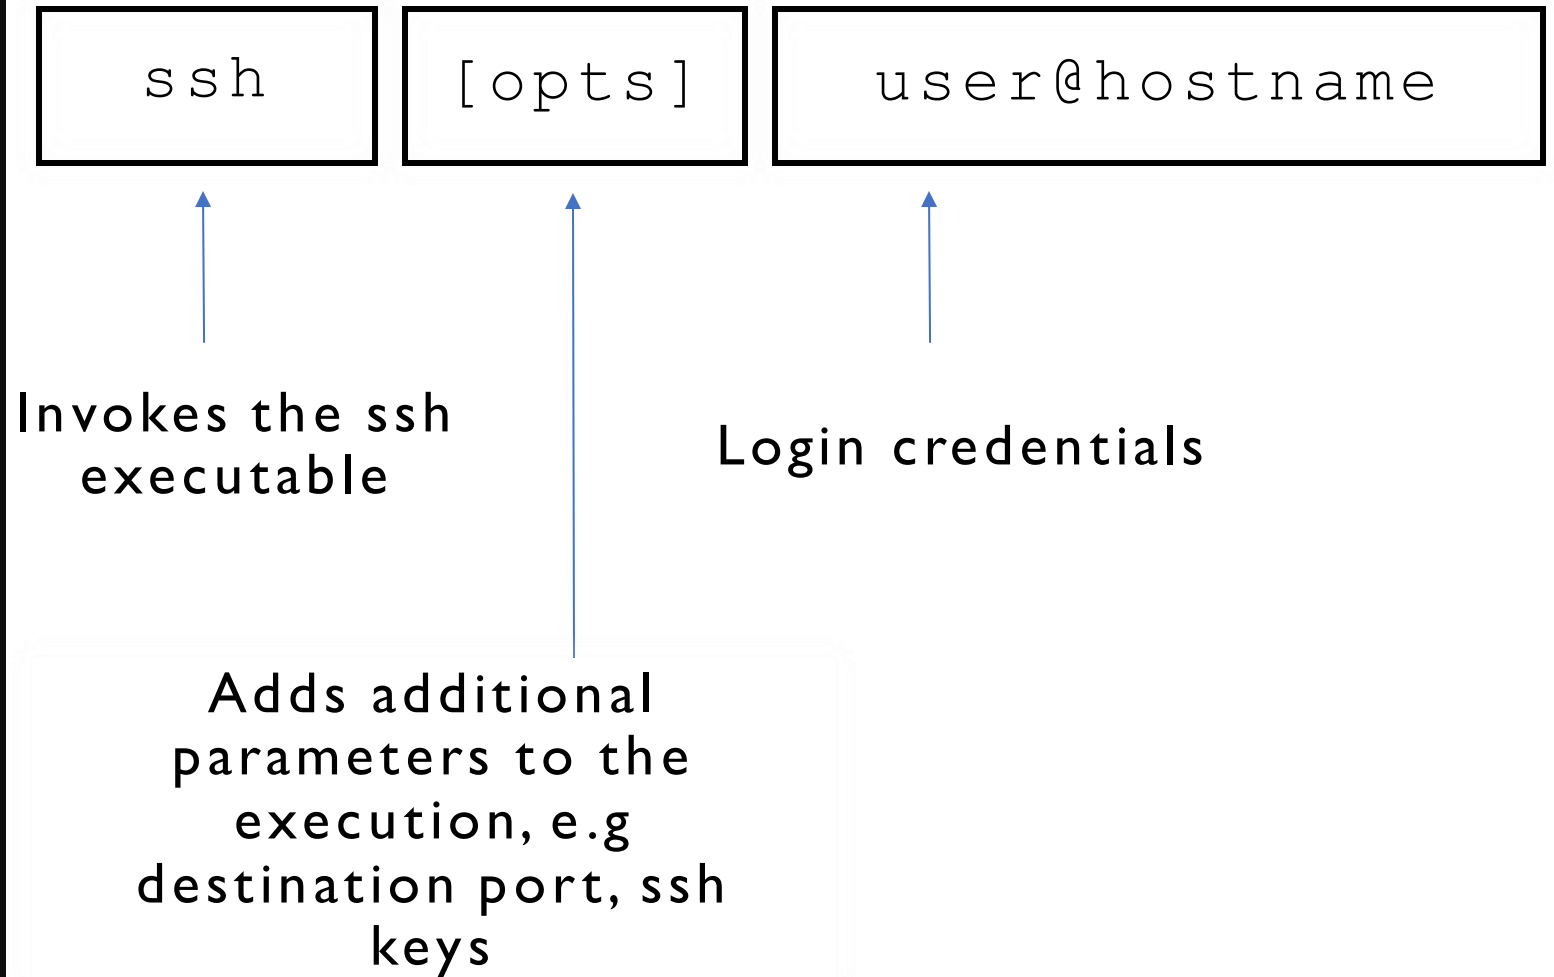 ssh
[opts]
user@hostname
Invokes the ssh
executable
Login credentials
Adds additional
parameters to the
execution, e.g
destination port, ssh
keys